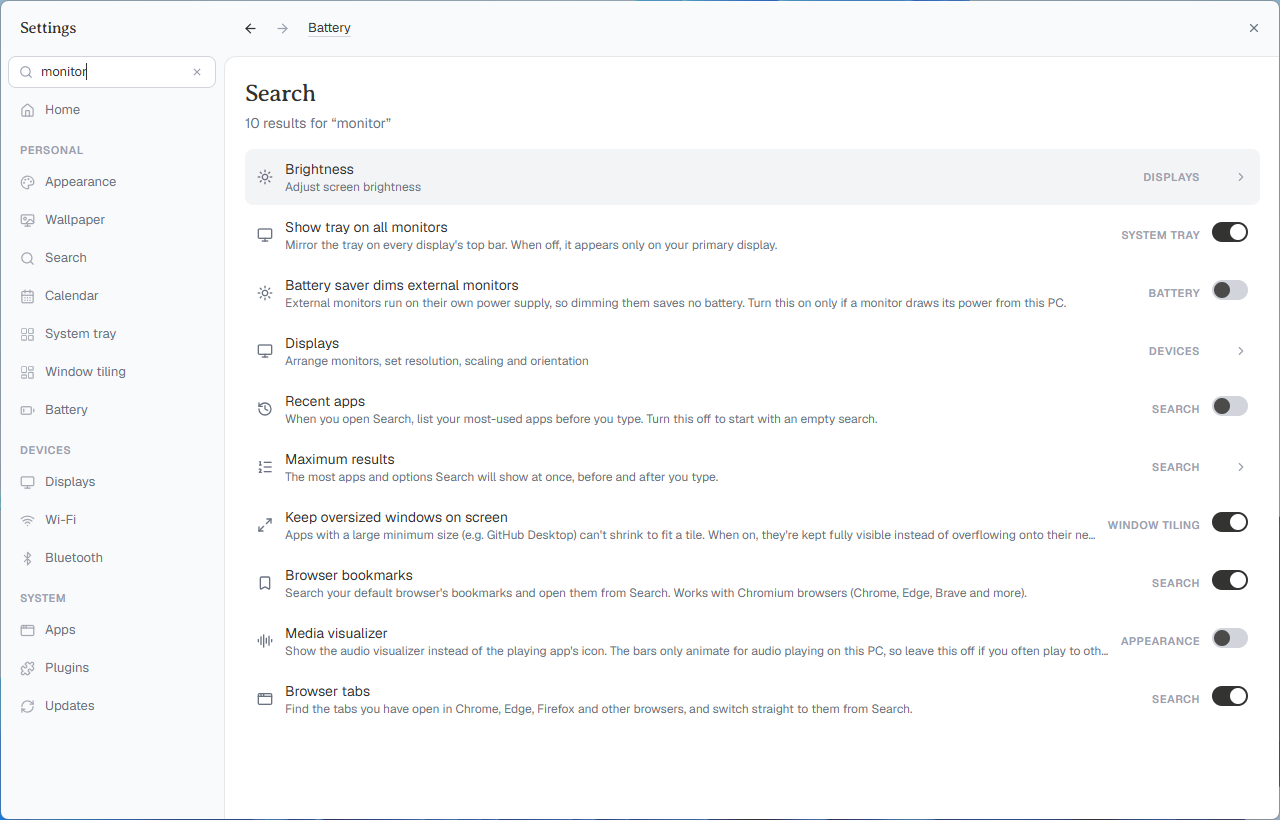 Settings
Battery
monitor
Home
PERSONAL
Appearance
Wallpaper
Search
Calendar
System tray
Window tiling
Battery
DEVICES
Displays
Wi-Fi
Bluetooth
SYSTEM
Apps
Plugins
Updates
Search
10 results for “monitor”
Brightness
Adjust screen brightness
DISPLAYS
Show tray on all monitors
Mirror the tray on every display's top bar. When off, it appears only on your primary display.
SYSTEM TRAY
Battery saver dims external monitors
External monitors run on their own power supply, so dimming them saves no battery. Turn this on only if a monitor draws its power from this PC.
BATTERY
Displays
Arrange monitors, set resolution, scaling and orientation
DEVICES
Recent apps
When you open Search, list your most-used apps before you type. Turn this off to start with an empty search.
SEARCH
Maximum results
The most apps and options Search will show at once, before and after you type.
SEARCH
Keep oversized windows on screen
Apps with a large minimum size (e.g. GitHub Desktop) can't shrink to fit a tile. When on, they're kept fully visible instead of overflowing onto their ne…
WINDOW TILING
Browser bookmarks
Search your default browser's bookmarks and open them from Search. Works with Chromium browsers (Chrome, Edge, Brave and more).
SEARCH
Media visualizer
Show the audio visualizer instead of the playing app's icon. The bars only animate for audio playing on this PC, so leave this off if you often play to oth…
APPEARANCE
Browser tabs
Find the tabs you have open in Chrome, Edge, Firefox and other browsers, and switch straight to them from Search.
SEARCH